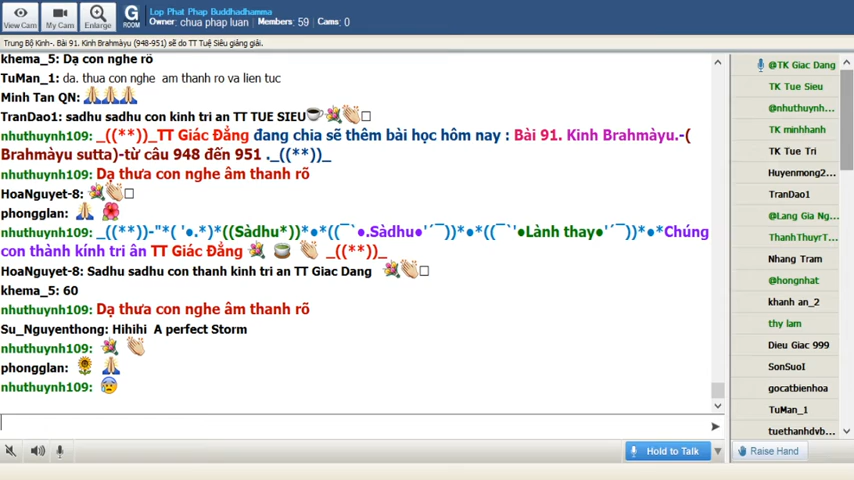 View Cam
My Cam
Enlarge
G
ROOM
Lop Phat Phap Buddhadhamma
Owner: chua phap luan Members: 59 Cams: 0
Trung Bộ Kinh-. Bài 91. Kinh Brahmàyu (948-951) sẽ do TT Tuệ Siêu giảng giải.
khema_5: Dạ con nghe rõ
TuMan_1: da. thua con nghe am thanh ro va lien tuc
Minh Tan QN: 🙏🙏🙏
TranDao1: sadhu sadhu con kinh tri an TT TUE SIEU
nhuthuynh109: _((**))_TT Giác Đẳng đang chia sẽ thêm bài học hôm nay : Bài 91. Kinh Brahmàyu.-(
Brahmàyu sutta)-từ câu 948 đến 951 ._((**))_
nhuthuynh109: Dạ thưa con nghe âm thanh rõ
HoaNguyet-8:
phongglan:
nhuthuynh109: _((**))-"*( '●.*)*((Sàdhu*))*●*((¯`●.Sàdhu●'´¯))*●*((¯`'●Lành thay●'´¯))*●*Chúng
con thành kính tri ân TT Giác Đẳng _((**))_
HoaNguyet-8: Sadhu sadhu con thanh kinh tri an TT Giac Dang
khema_5: 60
nhuthuynh109: Dạ thưa con nghe âm thanh rõ
Su_Nguyenthong: Hihihi A perfect Storm
nhuthuynh109:
phongglan:
nhuthuynh109:
Hold to Talk
@TK Giac Dang
TK Tue Sieu
@nhuthuynh...
TK minhhanh
TK Tue Tri
Huyenmong2...
TranDao1
@Lang Gia Ng...
ThanhThuyrT...
Nhang Tram
@hongnhat
khanh an_2
thy lam
Dieu Giac 999
SonSuoI
gocatbienhoa
TuMan_1
tuethanhdvb...
Raise Hand